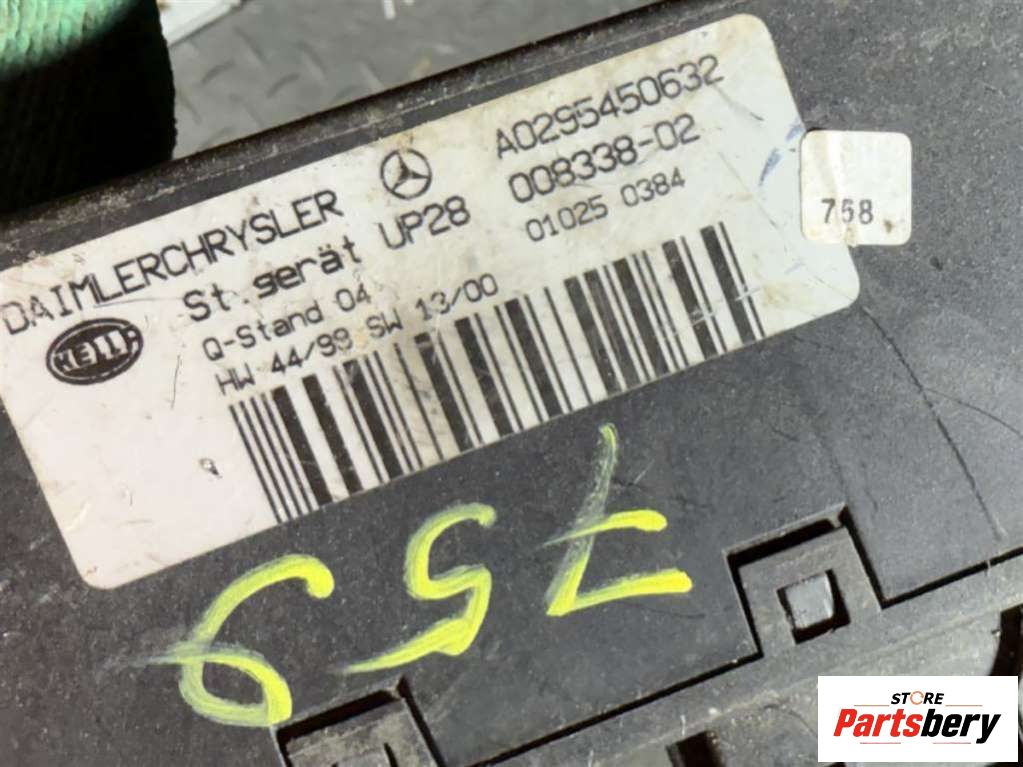 DAIMLERCHRYSLER
A0295450632
St.gerät UP28 008338-02
Q-Stand 04 01025 0384
HW 44/99 SW 13/00
HELLA
768
758
STORE
Partsbery